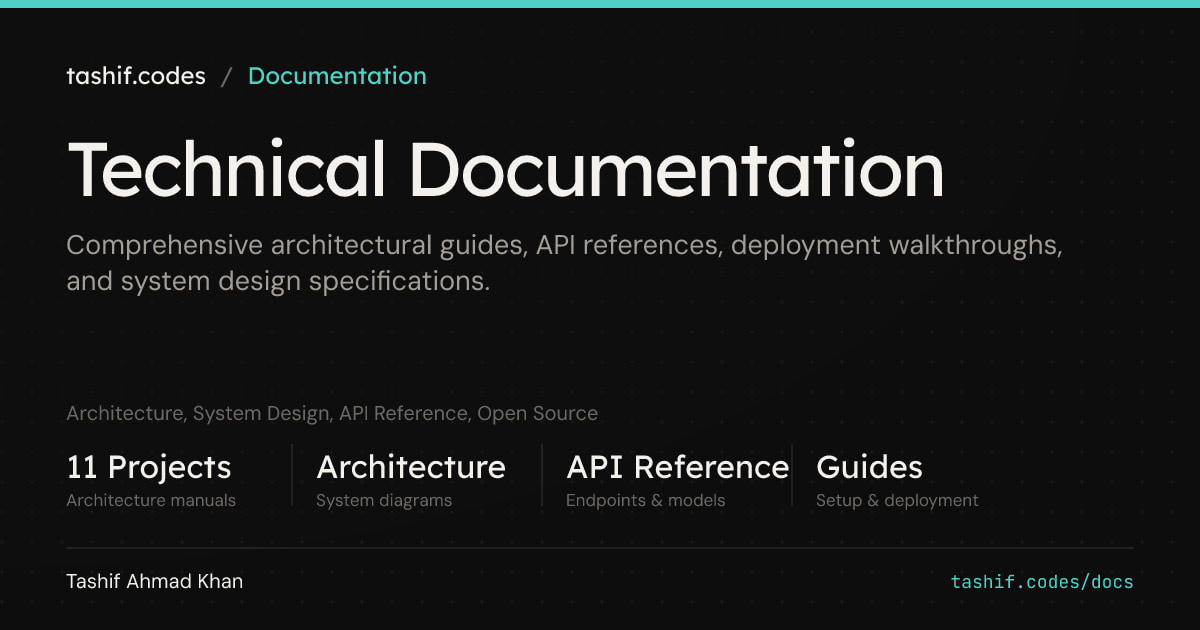 tashif.codes / Documentation
Technical Documentation
Comprehensive architectural guides, API references, deployment walkthroughs,
and system design specifications.
Architecture, System Design, API Reference, Open Source
11 Projects
Architecture manuals
Architecture
System diagrams
API Reference
Endpoints & models
Guides
Setup & deployment
Tashif Ahmad Khan
tashif.codes/docs